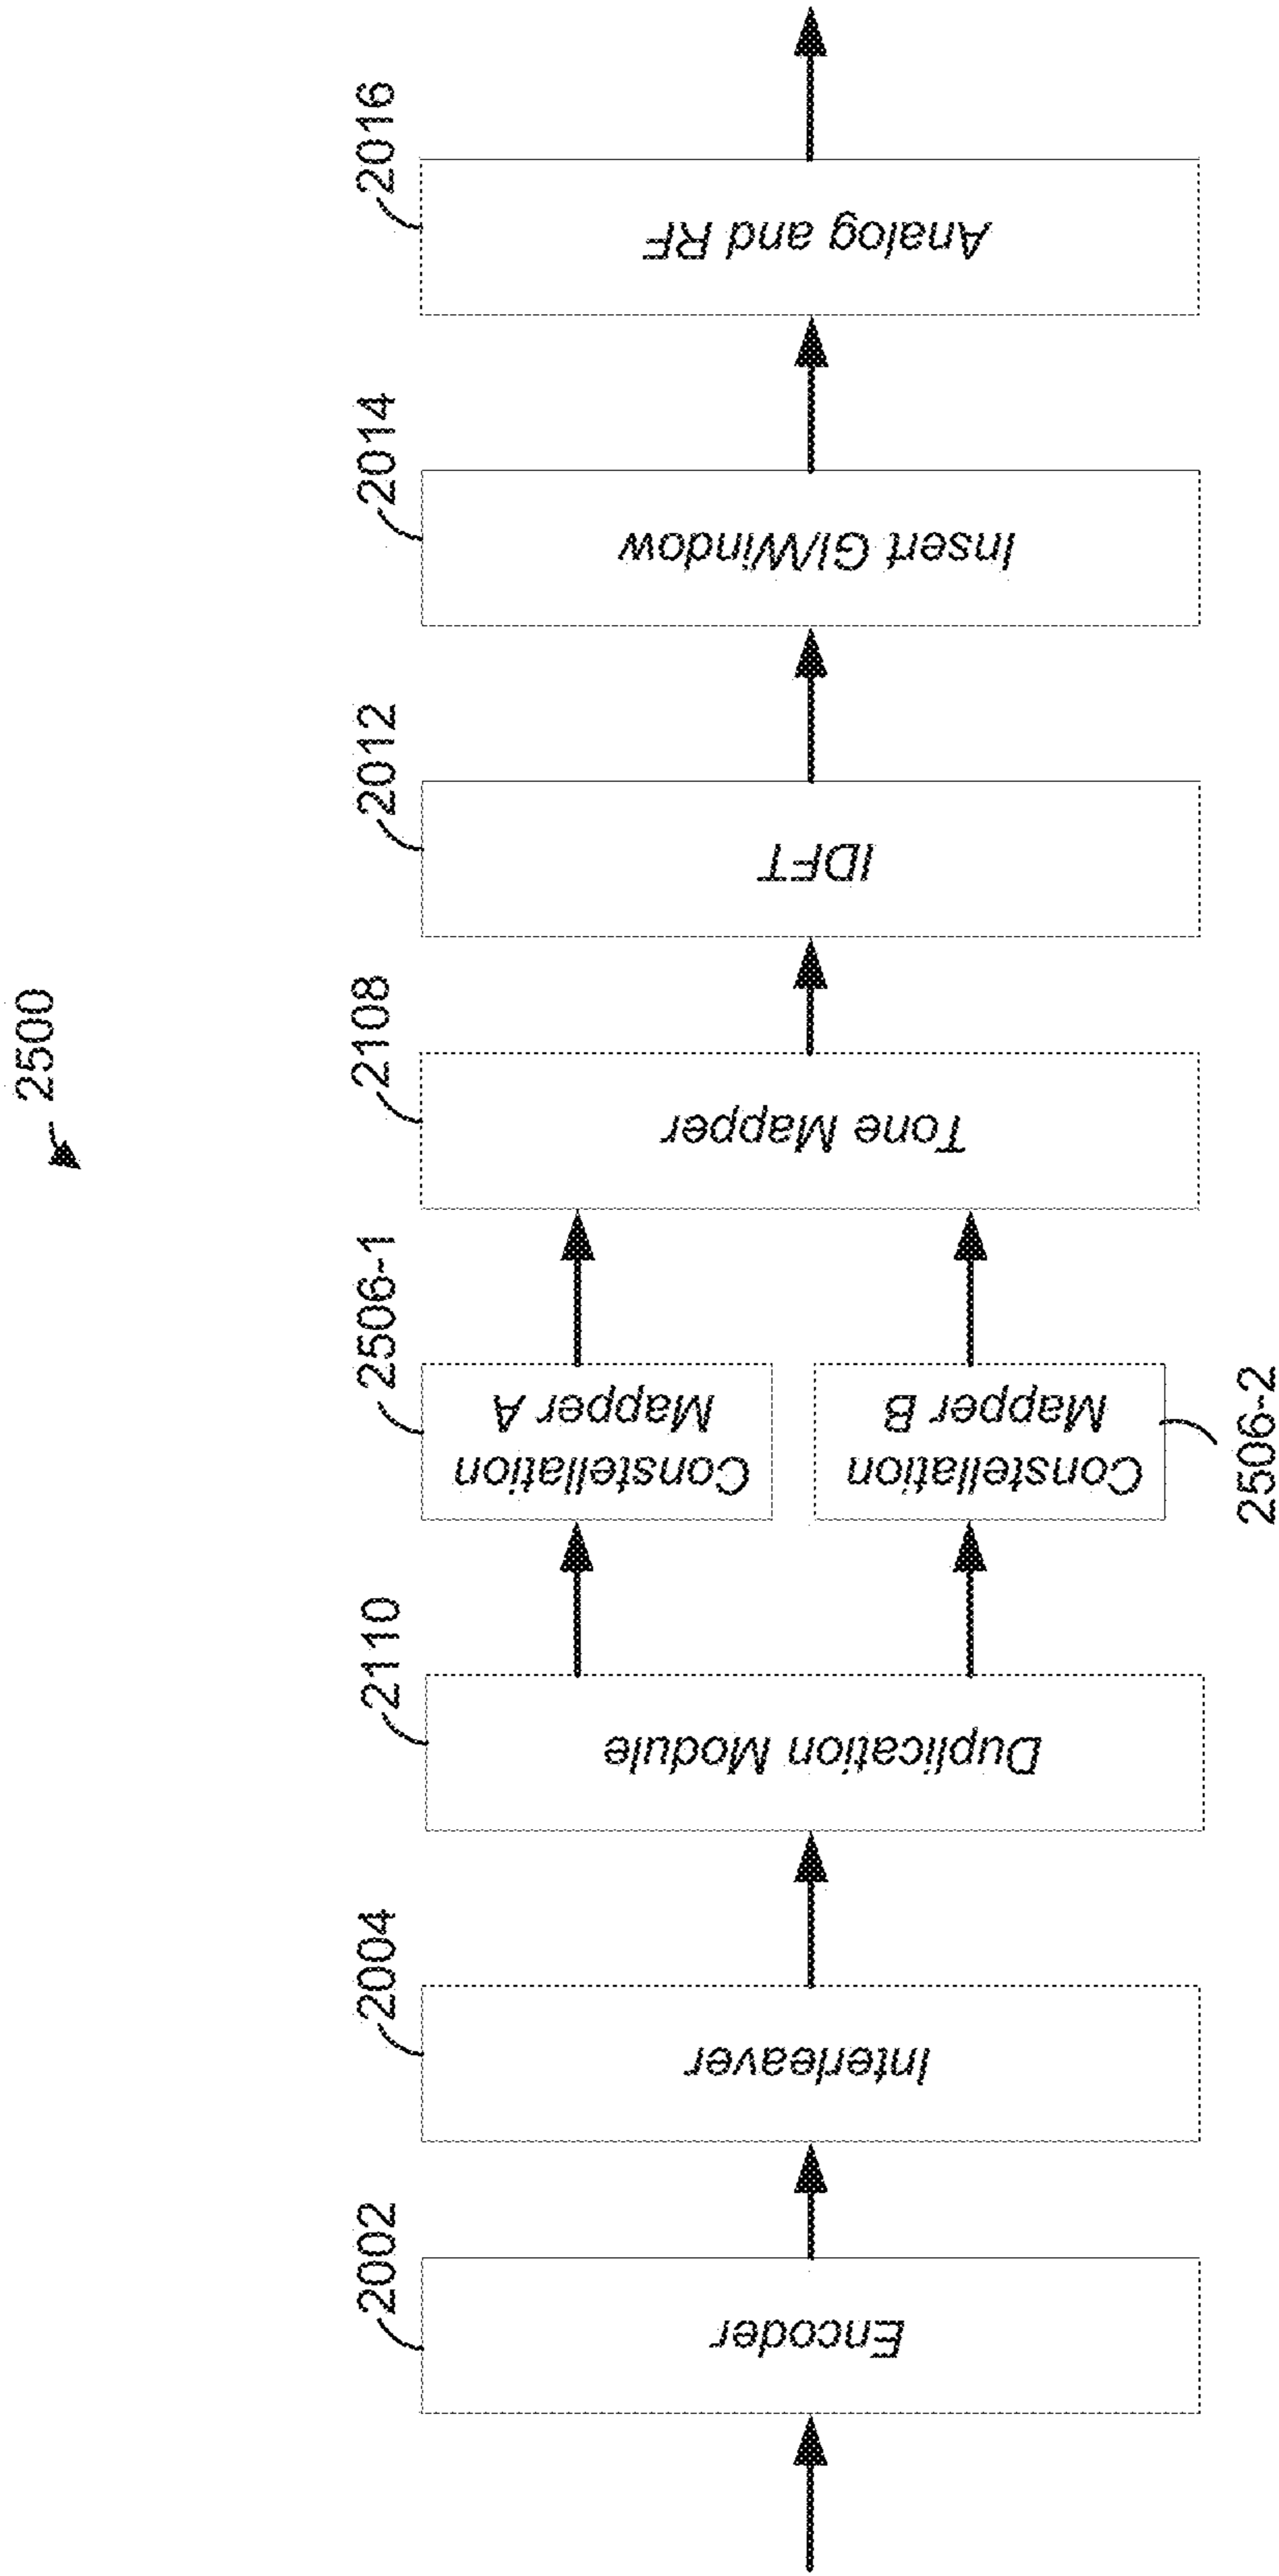 2500
2002
Encoder
2004
Interleaver
2110
Duplication Module
2506-1
Constellation
Mapper A
Constellation
Mapper B
2506-2
2108
Tone Mapper
2012
IDFT
2014
Insert GI/Window
2016
Analog and RF